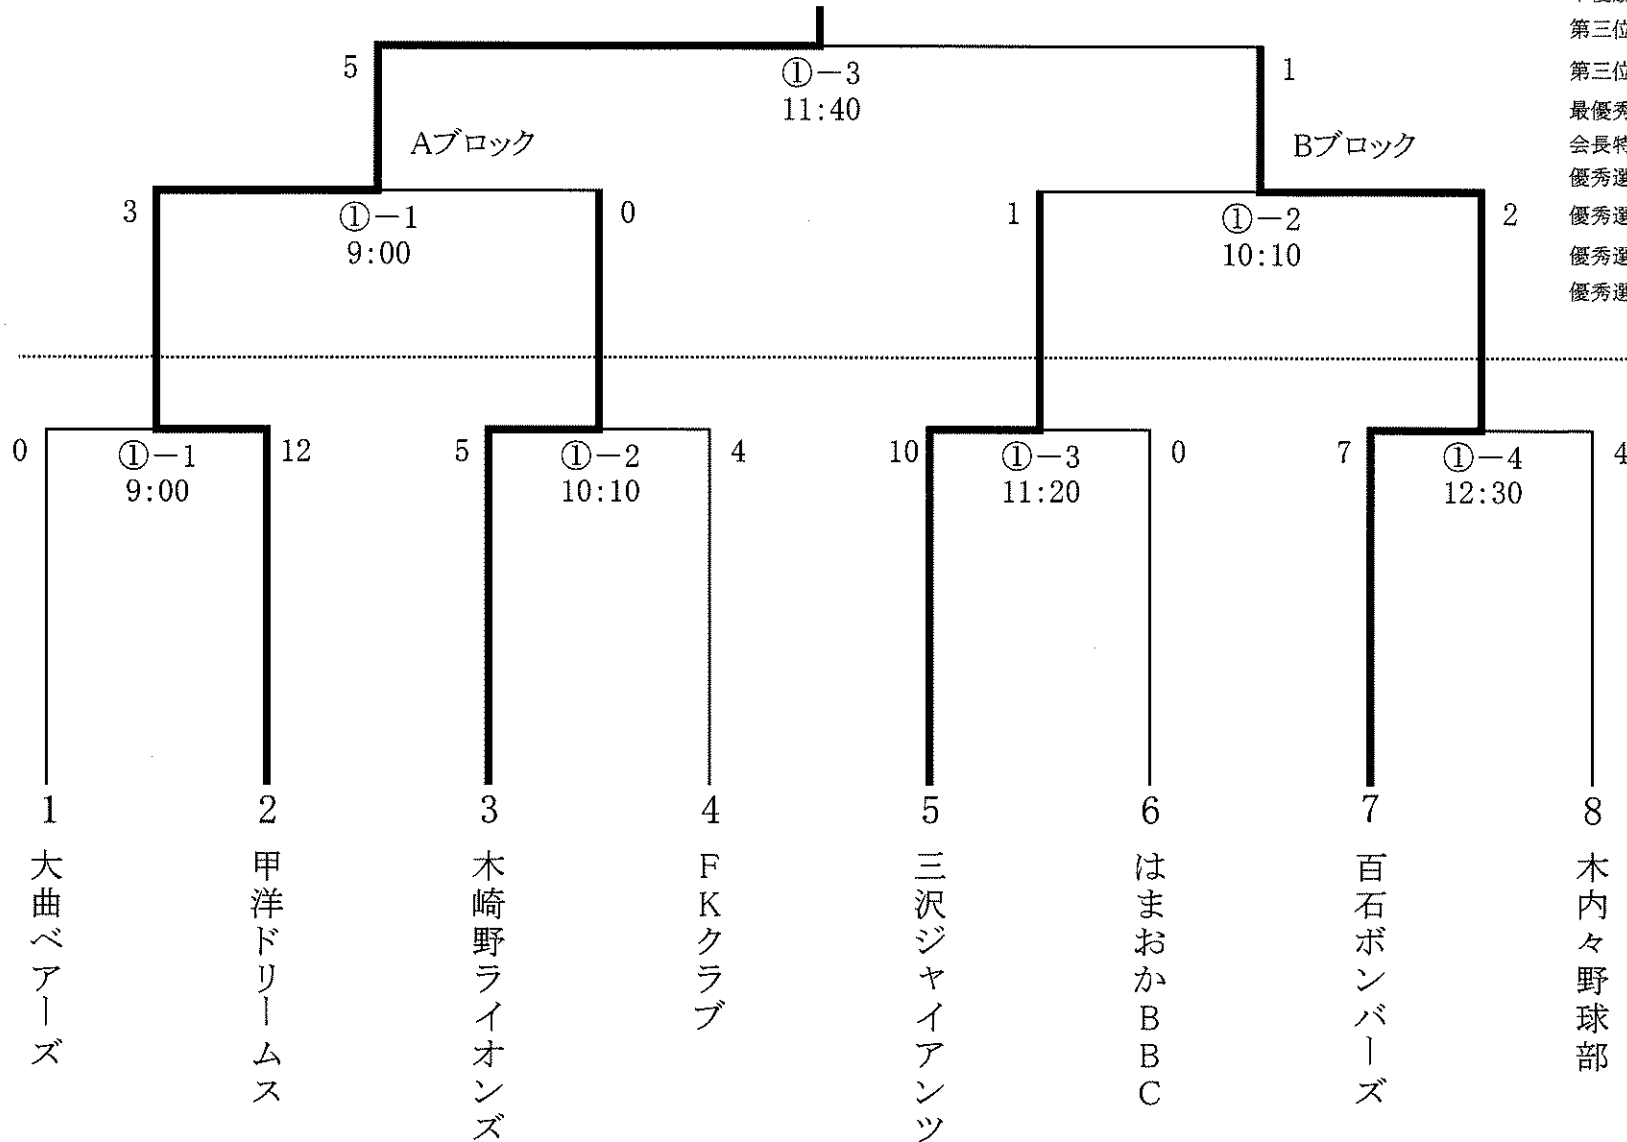 第三位
5
①－3
1
第三位
11:40
最優秀
Aブロック
Bブロック
会長特
優秀選
3
①－1
0
1
①－2
2
優秀選
9:00
10:10
優秀選
優秀選
0
①－1
12
5
①－2
4
10
①－3
0
7
①－4
4
9:00
10:10
11:20
12:30
1
2
3
4
5
6
7
8
大曲ベアーズ
甲洋ドリームス
木崎野ライオンズ
FKクラブ
三沢ジャイアンツ
はまおかBBC
百石ボンバーズ
木内々野球部